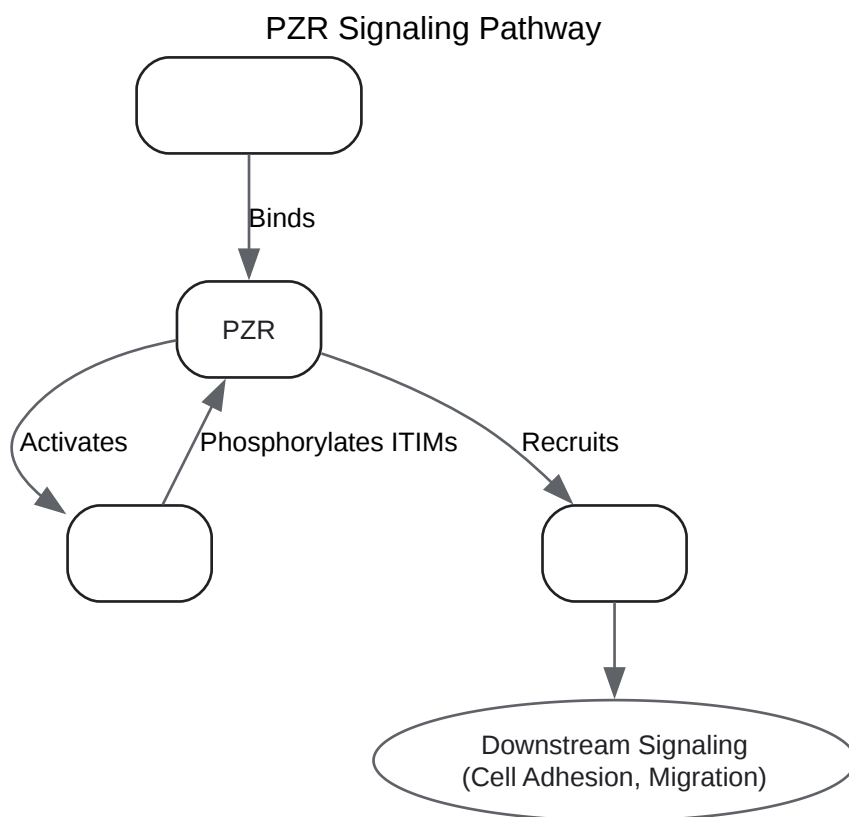 PZR Signaling Pathway
Binds
PZR
Activates
Phosphorylates ITIMs
Recruits
Downstream Signaling
(Cell Adhesion, Migration)